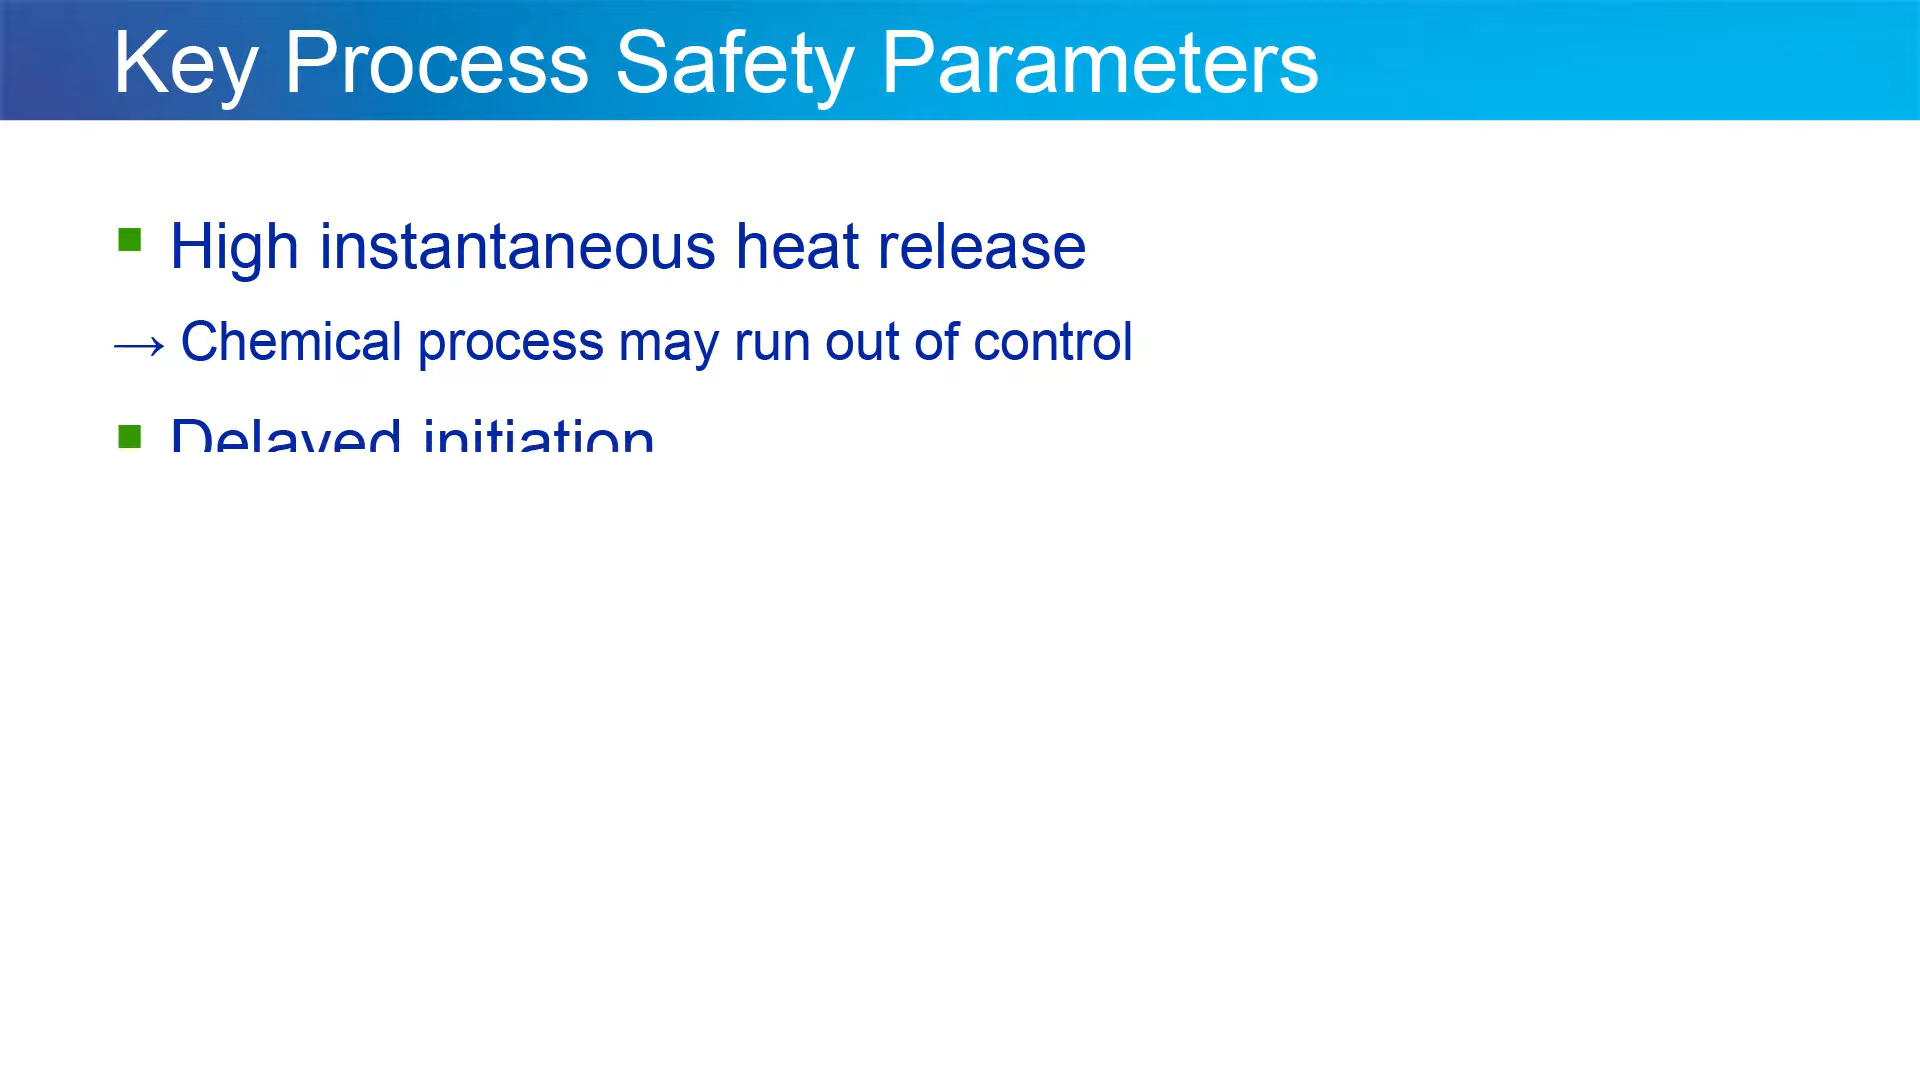 Key Process Safety Parameters
▪ High instantaneous heat release
→ Chemical process may run out of control
▪ Delayed initiation